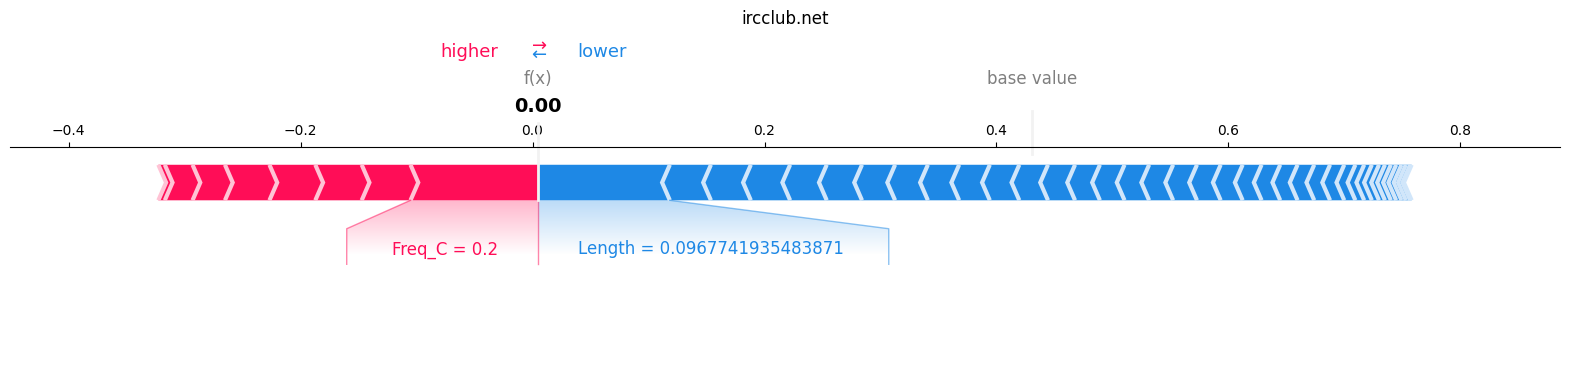 ircclub.net
higher ⇄ lower
f(x) base value
0.00
−0.4 −0.2 0.0 0.2 0.4 0.6 0.8
Freq_C = 0.2 Length = 0.0967741935483871